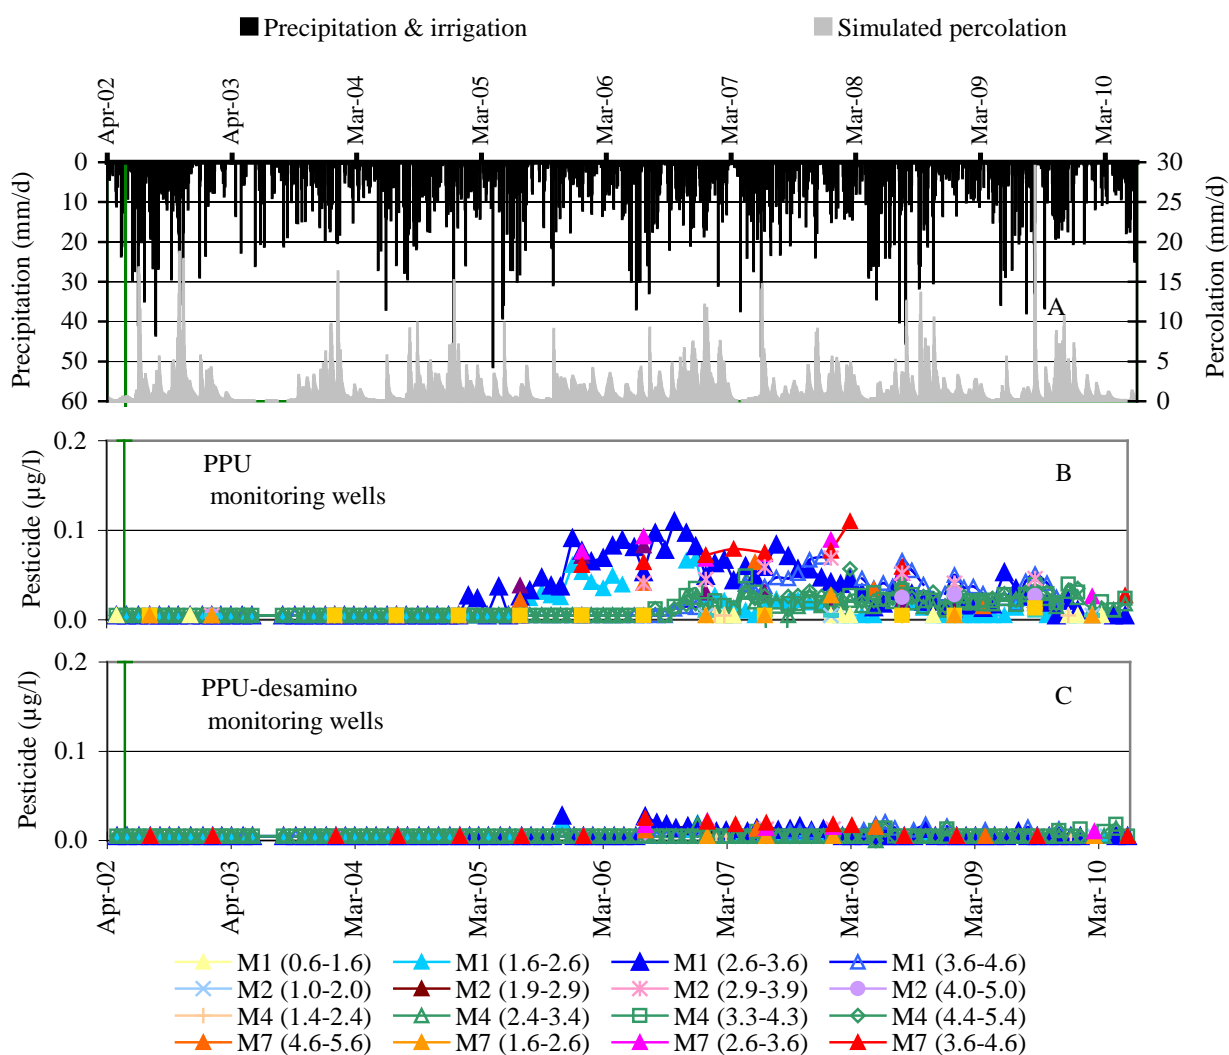 Precipitation & irrigation Simulated percolation
Apr-02 Apr-03 Mar-04 Mar-05 Mar-06 Mar-07 Mar-08 Mar-09 Mar-10
Precipitation (mm/d)
0
10
20
30
40
50
60
30
25
20
15
10
5
0
Percolation (mm/d)
A
Pesticide (µg/l)
0.2
0.1
0.0
PPU
monitoring wells
B
Pesticide (µg/l)
0.2
0.1
0.0
PPU-desamino
monitoring wells
C
Apr-02 Apr-03 Mar-04 Mar-05 Mar-06 Mar-07 Mar-08 Mar-09 Mar-10
M1 (0.6-1.6) M1 (1.6-2.6) M1 (2.6-3.6) M1 (3.6-4.6)
M2 (1.0-2.0) M2 (1.9-2.9) M2 (2.9-3.9) M2 (4.0-5.0)
M4 (1.4-2.4) M4 (2.4-3.4) M4 (3.3-4.3) M4 (4.4-5.4)
M7 (4.6-5.6) M7 (1.6-2.6) M7 (2.6-3.6) M7 (3.6-4.6)